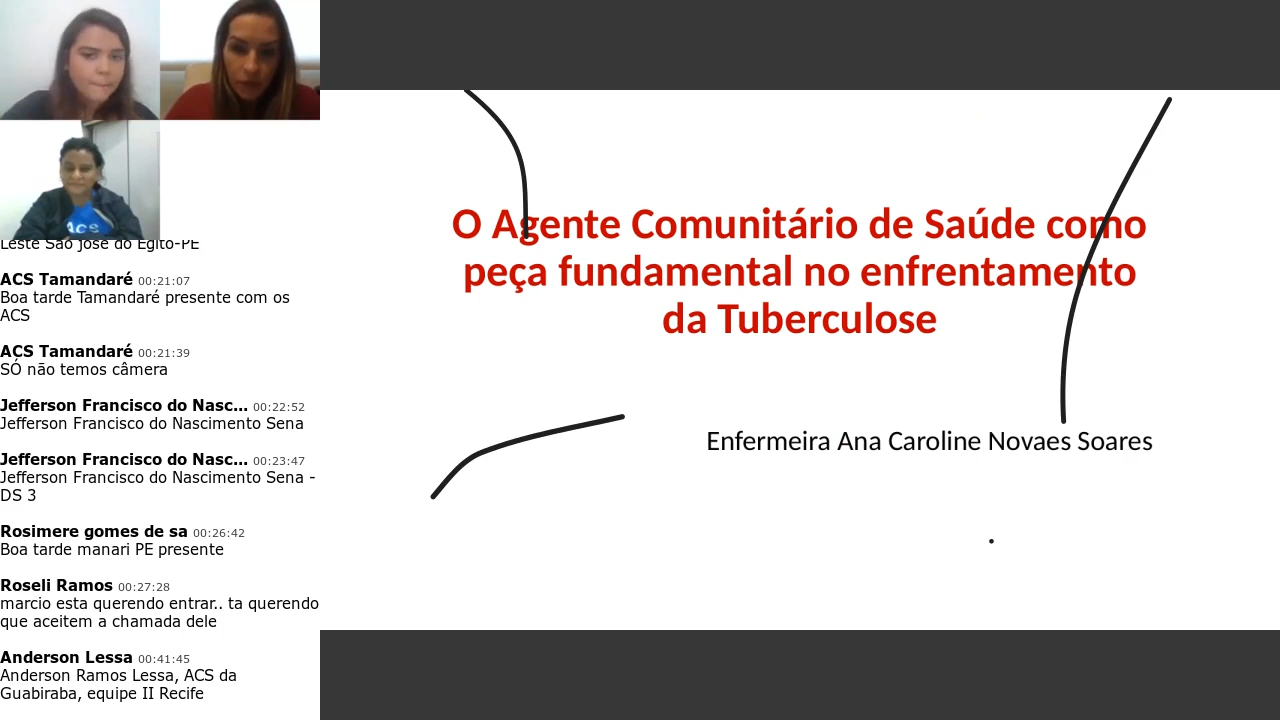 ACS
Leste São josé do Egito-PE
ACS Tamandaré 00:21:07
Boa tarde Tamandaré presente com os
ACS
ACS Tamandaré 00:21:39
SÓ não temos câmera
Jefferson Francisco do Nasc... 00:22:52
Jefferson Francisco do Nascimento Sena
Jefferson Francisco do Nasc... 00:23:47
Jefferson Francisco do Nascimento Sena -
DS 3
Rosimere gomes de sa 00:26:42
Boa tarde manari PE presente
Roseli Ramos 00:27:28
marcio esta querendo entrar.. ta querendo
que aceitem a chamada dele
Anderson Lessa 00:41:45
Anderson Ramos Lessa, ACS da
Guabiraba, equipe II Recife
O Agente Comunitário de Saúde como
peça fundamental no enfrentamento
da Tuberculose
Enfermeira Ana Caroline Novaes Soares